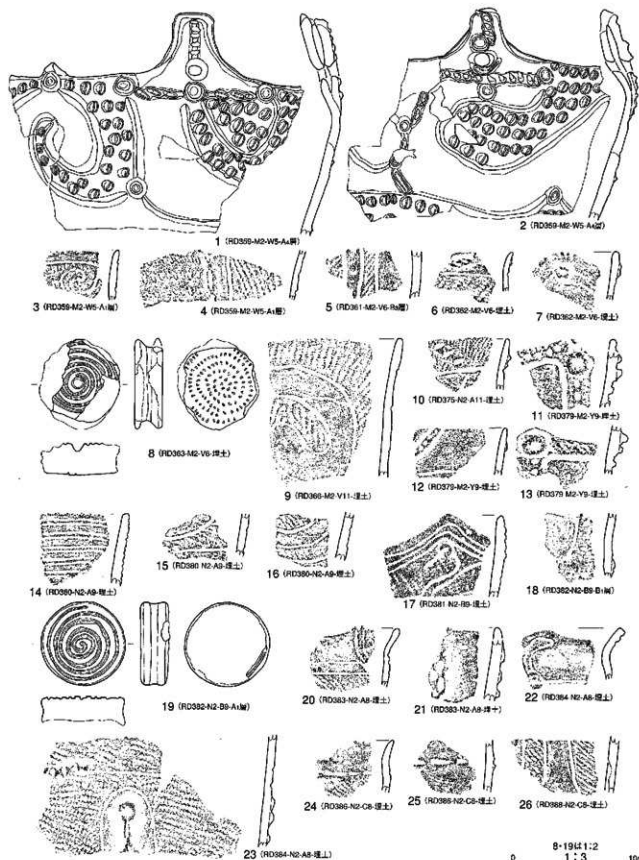 1 (RD359-M2-W5-A4層)
2 (RD359-M2-W5-A4層)
3 (RD359-M2-W5-A1層)
4 (RD359-M2-W5-A1層)
5 (RD361-M2-V6-B3層)
6 (RD362-M2-V6-埋土)
7 (RD362-M2-V6-埋土)
8 (RD363-M2-V6-埋土)
9 (RD366-M2-V11-埋土)
10 (RD375-N2-A11-埋土)
11 (RD379-M2-Y9-埋土)
12 (RD379-M2-Y9-埋土)
13 (RD379-M2-Y9-埋土)
14 (RD380-N2-A9-埋土)
15 (RD380-N2-A9-埋土)
16 (RD380-N2-A9-埋土)
17 (RD381-N2-B9-埋土)
18 (RD382-N2-B9-B1層)
19 (RD382-N2-B9-A1層)
20 (RD383-N2-A8-埋土)
21 (RD383-N2-A8-埋土)
22 (RD384-N2-A8-埋土)
23 (RD384-N2-A8-埋土)
24 (RD386-N2-C8-埋土)
25 (RD386-N2-C8-埋土)
26 (RD388-N2-C8-埋土)
8・19は1:2
0 1:3 10